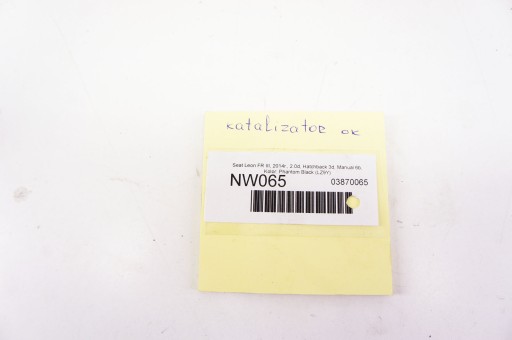 katalizator ok
Seat Leon FR III, 2014r., 2.0d, Hatchback 3d, Manual 6b,
Kolor: Phantom Black (LZ9Y)
NW065 03870065